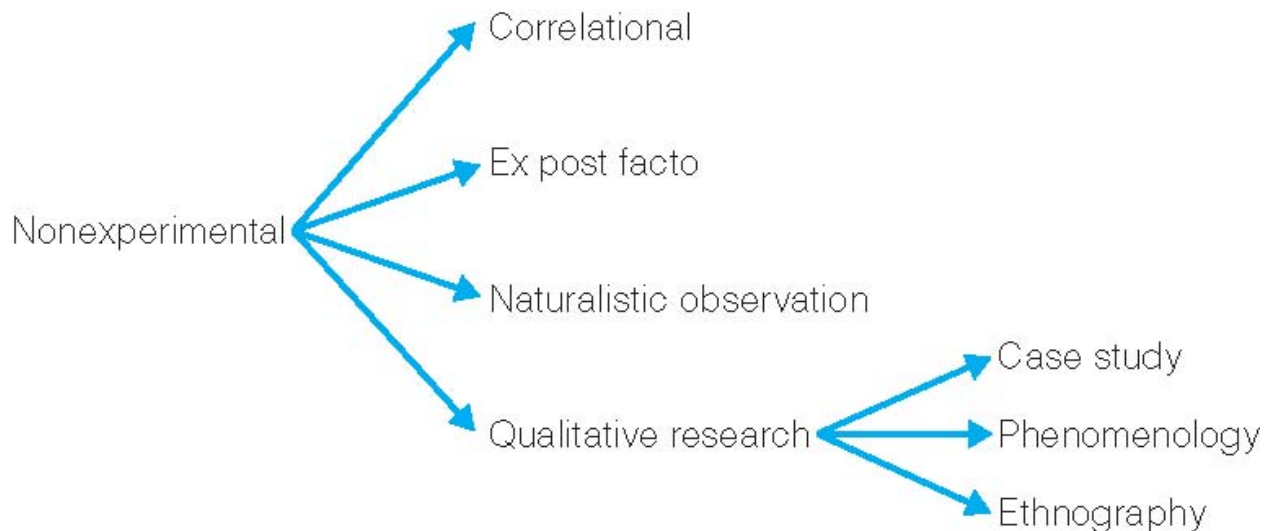 Correlational
Ex post facto
Nonexperimental
Naturalistic observation
Case study
Qualitative research
Phenomenology
Ethnography